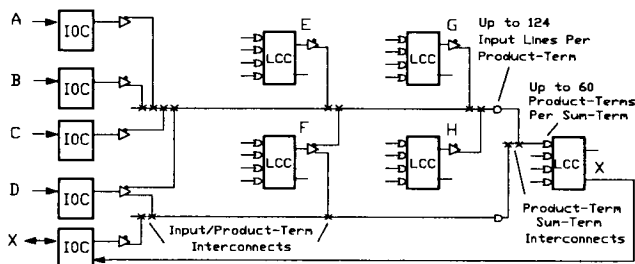 A
IOC
B
IOC
C
IOC
D
IOC
X
IOC
E
LCC
F
LCC
G
LCC
H
LCC
Up to 124
Input Lines Per
Product-Term
Up to 60
Product-Terms
Per Sum-Term
LCC
X
Input/Product-Term
Interconnects
Product-Term
Sum-Term
Interconnects